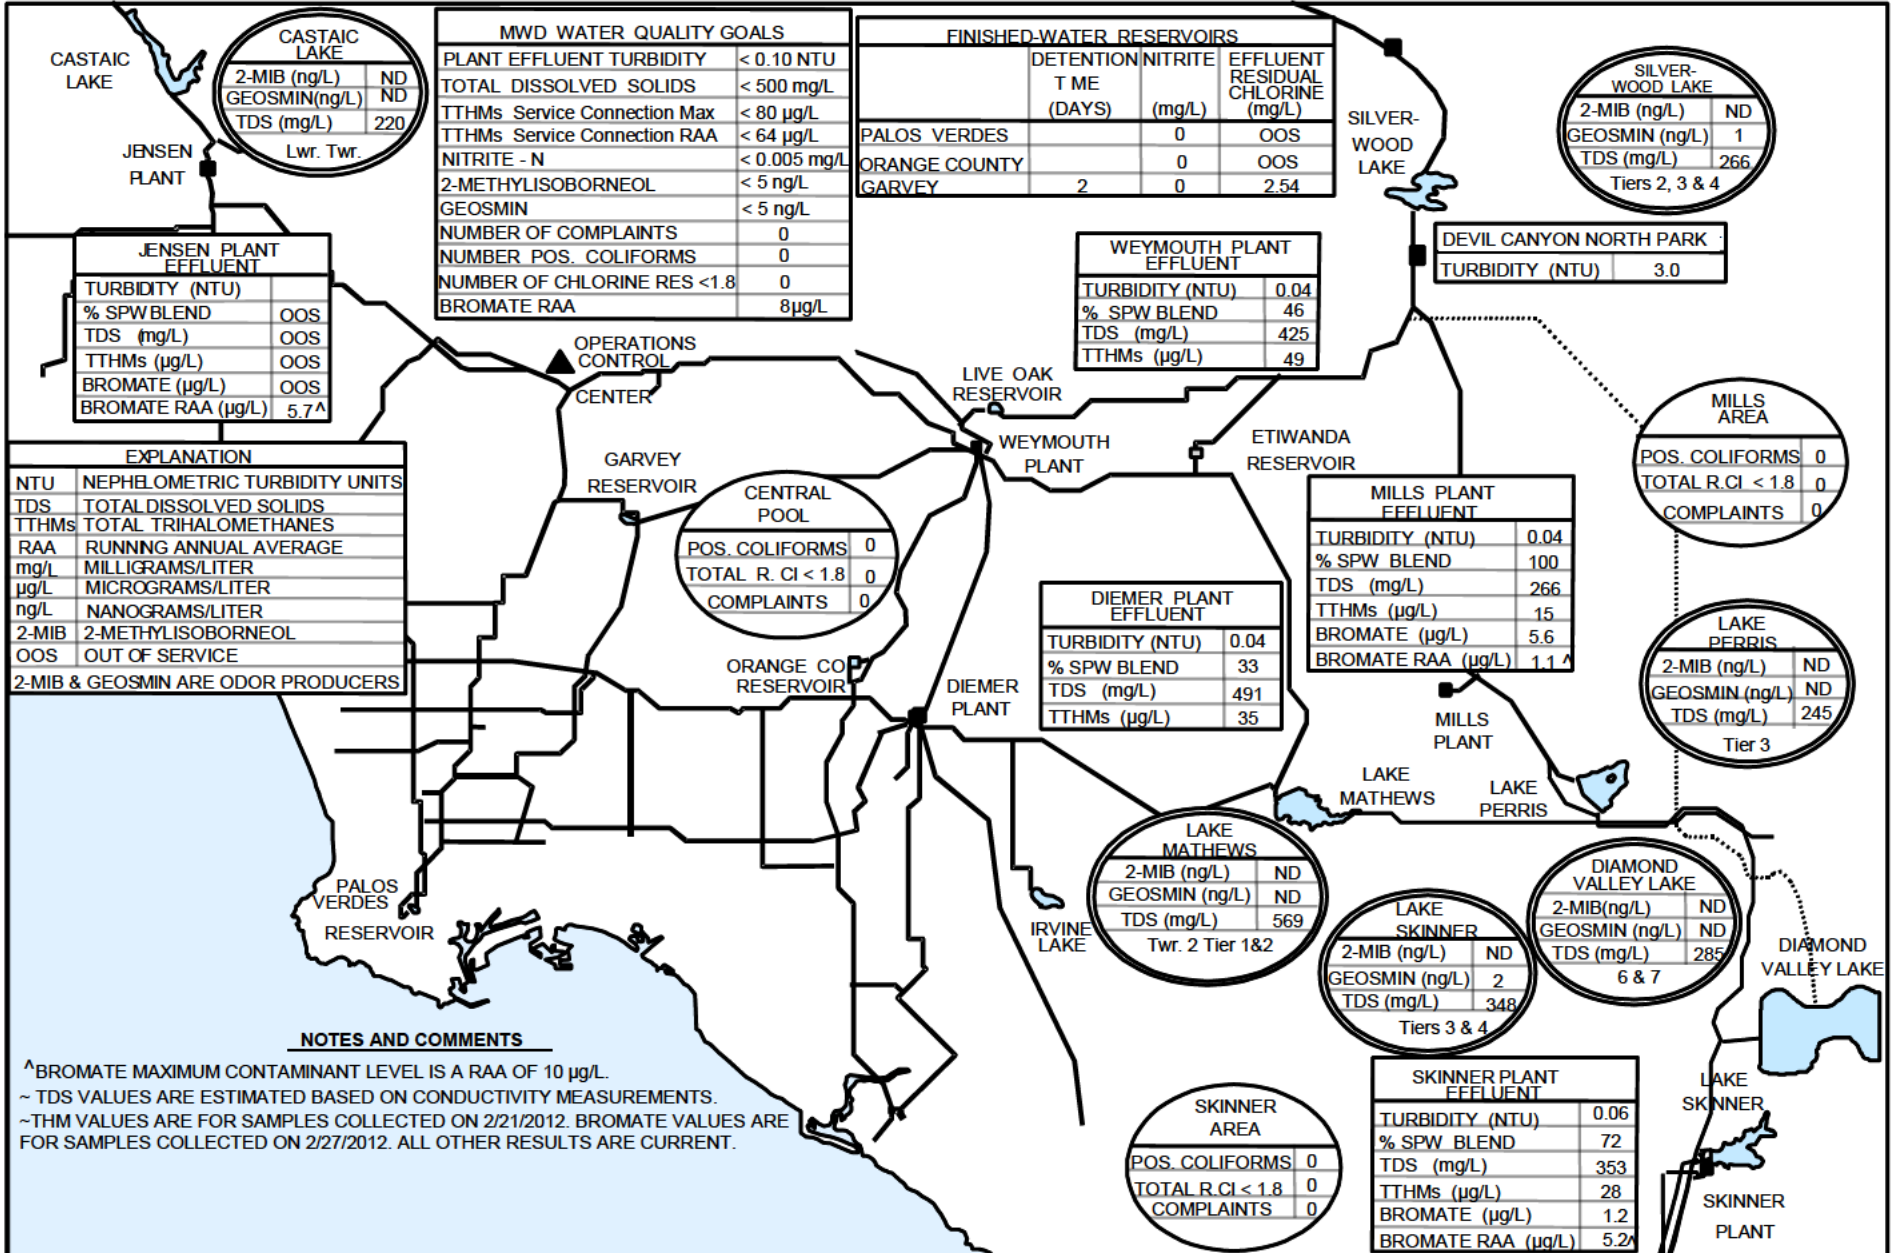 CASTAIC
LAKE
CASTAIC
LAKE
2-MIB (ng/L) ND
GEOSMIN(ng/L) ND
TDS (mg/L) 220
Lwr. Twr.
JENSEN
PLANT
MWD WATER QUALITY GOALS
PLANT EFFLUENT TURBIDITY < 0.10 NTU
TOTAL DISSOLVED SOLIDS < 500 mg/L
TTHMs Service Connection Max < 80 µg/L
TTHMs Service Connection RAA < 64 µg/L
NITRITE - N < 0.005 mg/L
2-METHYLISOBORNEOL < 5 ng/L
GEOSMIN < 5 ng/L
NUMBER OF COMPLAINTS 0
NUMBER POS. COLIFORMS 0
NUMBER OF CHLORINE RES <1.8 0
BROMATE RAA 8µg/L
FINISHED-WATER RESERVOIRS
DETENTION NITRITE EFFLUENT
T ME RESIDUAL
CHLORINE
(DAYS) (mg/L) (mg/L)
PALOS VERDES 0 OOS
ORANGE COUNTY 0 OOS
GARVEY 2 0 2.54
SILVER-
WOOD
LAKE
SILVER-
WOOD LAKE
2-MIB (ng/L) ND
GEOSMIN (ng/L) 1
TDS (mg/L) 266
Tiers 2, 3 & 4
DEVIL CANYON NORTH PARK
TURBIDITY (NTU) 3.0
JENSEN PLANT
EFFLUENT
TURBIDITY (NTU)
% SPW BLEND OOS
TDS (mg/L) OOS
TTHMs (µg/L) OOS
BROMATE (µg/L) OOS
BROMATE RAA (µg/L) 5.7^
WEYMOUTH PLANT
EFFLUENT
TURBIDITY (NTU) 0.04
% SPW BLEND 46
TDS (mg/L) 425
TTHMs (µg/L) 49
OPERATIONS
CONTROL
CENTER
LIVE OAK
RESERVOIR
WEYMOUTH
PLANT
ETIWANDA
RESERVOIR
GARVEY
RESERVOIR
MILLS
AREA
POS. COLIFORMS 0
TOTAL R.Cl < 1.8 0
COMPLAINTS 0
EXPLANATION
NTU NEPHELOMETRIC TURBIDITY UNITS
TDS TOTAL DISSOLVED SOLIDS
TTHMs TOTAL TRIHALOMETHANES
RAA RUNNING ANNUAL AVERAGE
mg/L MILLIGRAMS/LITER
µg/L MICROGRAMS/LITER
ng/L NANOGRAMS/LITER
2-MIB 2-METHYLISOBORNEOL
OOS OUT OF SERVICE
2-MIB & GEOSMIN ARE ODOR PRODUCERS
CENTRAL
POOL
POS. COLIFORMS 0
TOTAL R. Cl < 1.8 0
COMPLAINTS 0
MILLS PLANT
EFFLUENT
TURBIDITY (NTU) 0.04
% SPW BLEND 100
TDS (mg/L) 266
TTHMs (µg/L) 15
BROMATE (µg/L) 5.6
BROMATE RAA (µg/L) 1.1 ^
DIEMER PLANT
EFFLUENT
TURBIDITY (NTU) 0.04
% SPW BLEND 33
TDS (mg/L) 491
TTHMs (µg/L) 35
LAKE
PERRIS
2-MIB (ng/L) ND
GEOSMIN (ng/L) ND
TDS (mg/L) 245
Tier 3
ORANGE CO
RESERVOIR
DIEMER
PLANT
MILLS
PLANT
LAKE
MATHEWS
LAKE
PERRIS
LAKE
MATHEWS
2-MIB (ng/L) ND
GEOSMIN (ng/L) ND
TDS (mg/L) 569
Twr. 2 Tier 1&2
DIAMOND
VALLEY LAKE
2-MIB(ng/L) ND
GEOSMIN (ng/L) ND
TDS (mg/L) 285
6 & 7
LAKE
SKINNER
2-MIB (ng/L) ND
GEOSMIN (ng/L) 2
TDS (mg/L) 348
Tiers 3 & 4
DIAMOND
VALLEY LAKE
PALOS
VERDES
RESERVOIR
IRVINE
LAKE
NOTES AND COMMENTS
^BROMATE MAXIMUM CONTAMINANT LEVEL IS A RAA OF 10 µg/L.
~ TDS VALUES ARE ESTIMATED BASED ON CONDUCTIVITY MEASUREMENTS.
~THM VALUES ARE FOR SAMPLES COLLECTED ON 2/21/2012. BROMATE VALUES ARE
FOR SAMPLES COLLECTED ON 2/27/2012. ALL OTHER RESULTS ARE CURRENT.
SKINNER
AREA
POS. COLIFORMS 0
TOTAL R.Cl < 1.8 0
COMPLAINTS 0
SKINNER PLANT
EFFLUENT
TURBIDITY (NTU) 0.06
% SPW BLEND 72
TDS (mg/L) 353
TTHMs (µg/L) 28
BROMATE (µg/L) 1.2
BROMATE RAA (µg/L) 5.2^
LAKE
SKINNER
SKINNER
PLANT